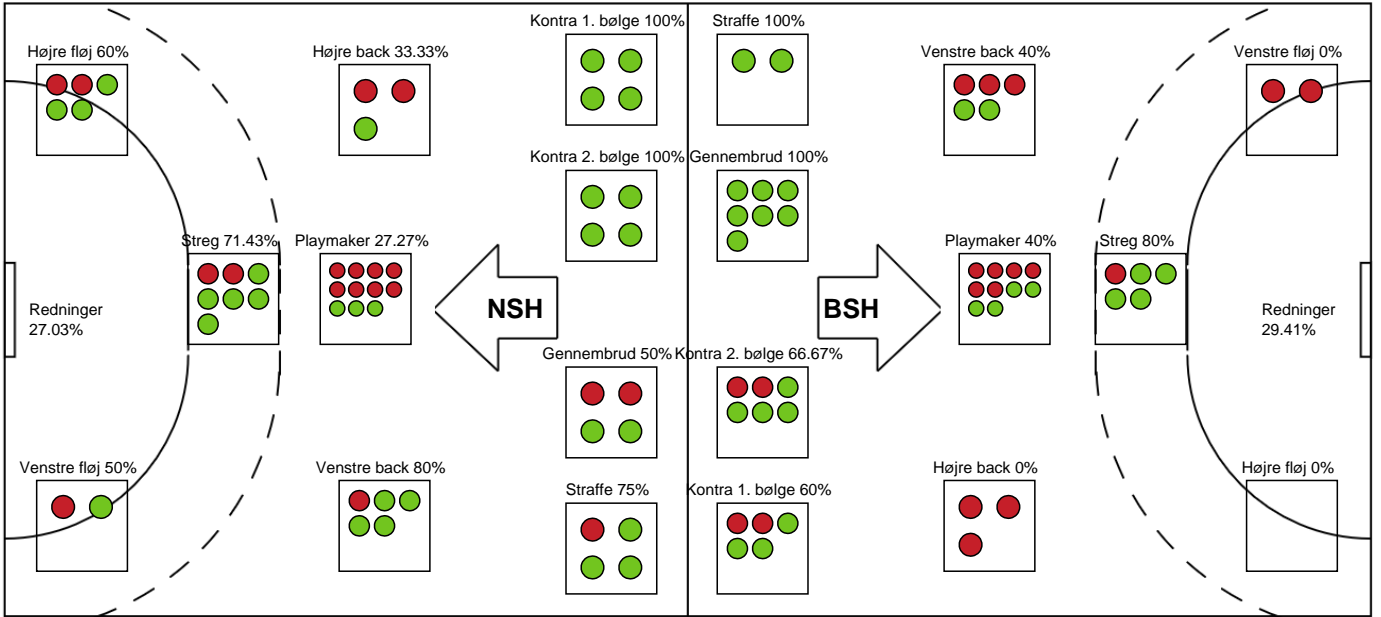 Kontra 1. bølge 100%
Straffe 100%
Højre fløj 60%
Højre back 33.33%
Venstre back 40%
Venstre fløj 0%
Kontra 2. bølge 100%
Gennembrud 100%
Streg 71.43%
Playmaker 27.27%
Playmaker 40%
Streg 80%
Redninger
27.03%
NSH
BSH
Redninger
29.41%
Gennembrud 50%
Kontra 2. bølge 66.67%
Venstre fløj 50%
Venstre back 80%
Højre back 0%
Højre fløj 0%
Straffe 75%
Kontra 1. bølge 60%